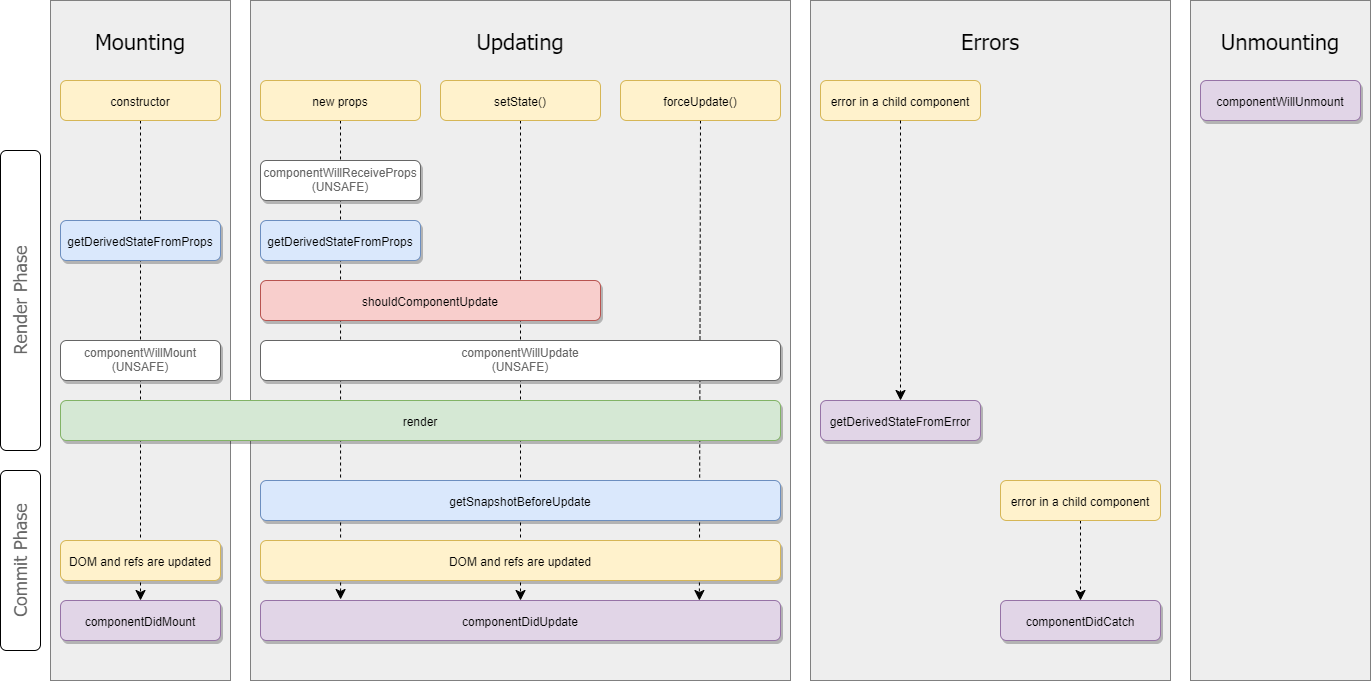 Mounting
Updating
Errors
Unmounting
constructor
new props
setState()
forceUpdate()
error in a child component
componentWillUnmount
Render Phase
componentWillReceiveProps
(UNSAFE)
getDerivedStateFromProps
getDerivedStateFromProps
shouldComponentUpdate
componentWillMount
(UNSAFE)
componentWillUpdate
(UNSAFE)
render
getDerivedStateFromError
Commit Phase
getSnapshotBeforeUpdate
error in a child component
DOM and refs are updated
DOM and refs are updated
componentDidMount
componentDidUpdate
componentDidCatch